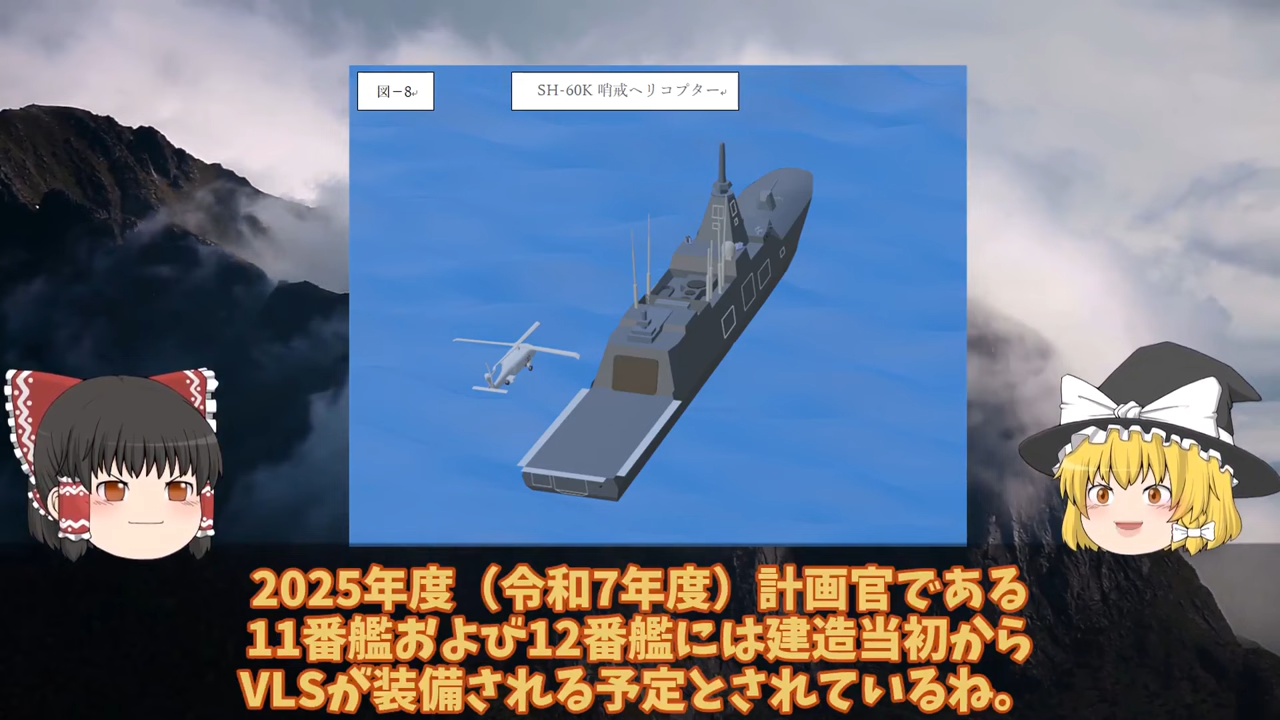 図－8
SH-60K 哨戒ヘリコプター
2025年度（令和7年度）計画官である
11番艦および12番艦には建造当初から
VLSが装備される予定とされているね。